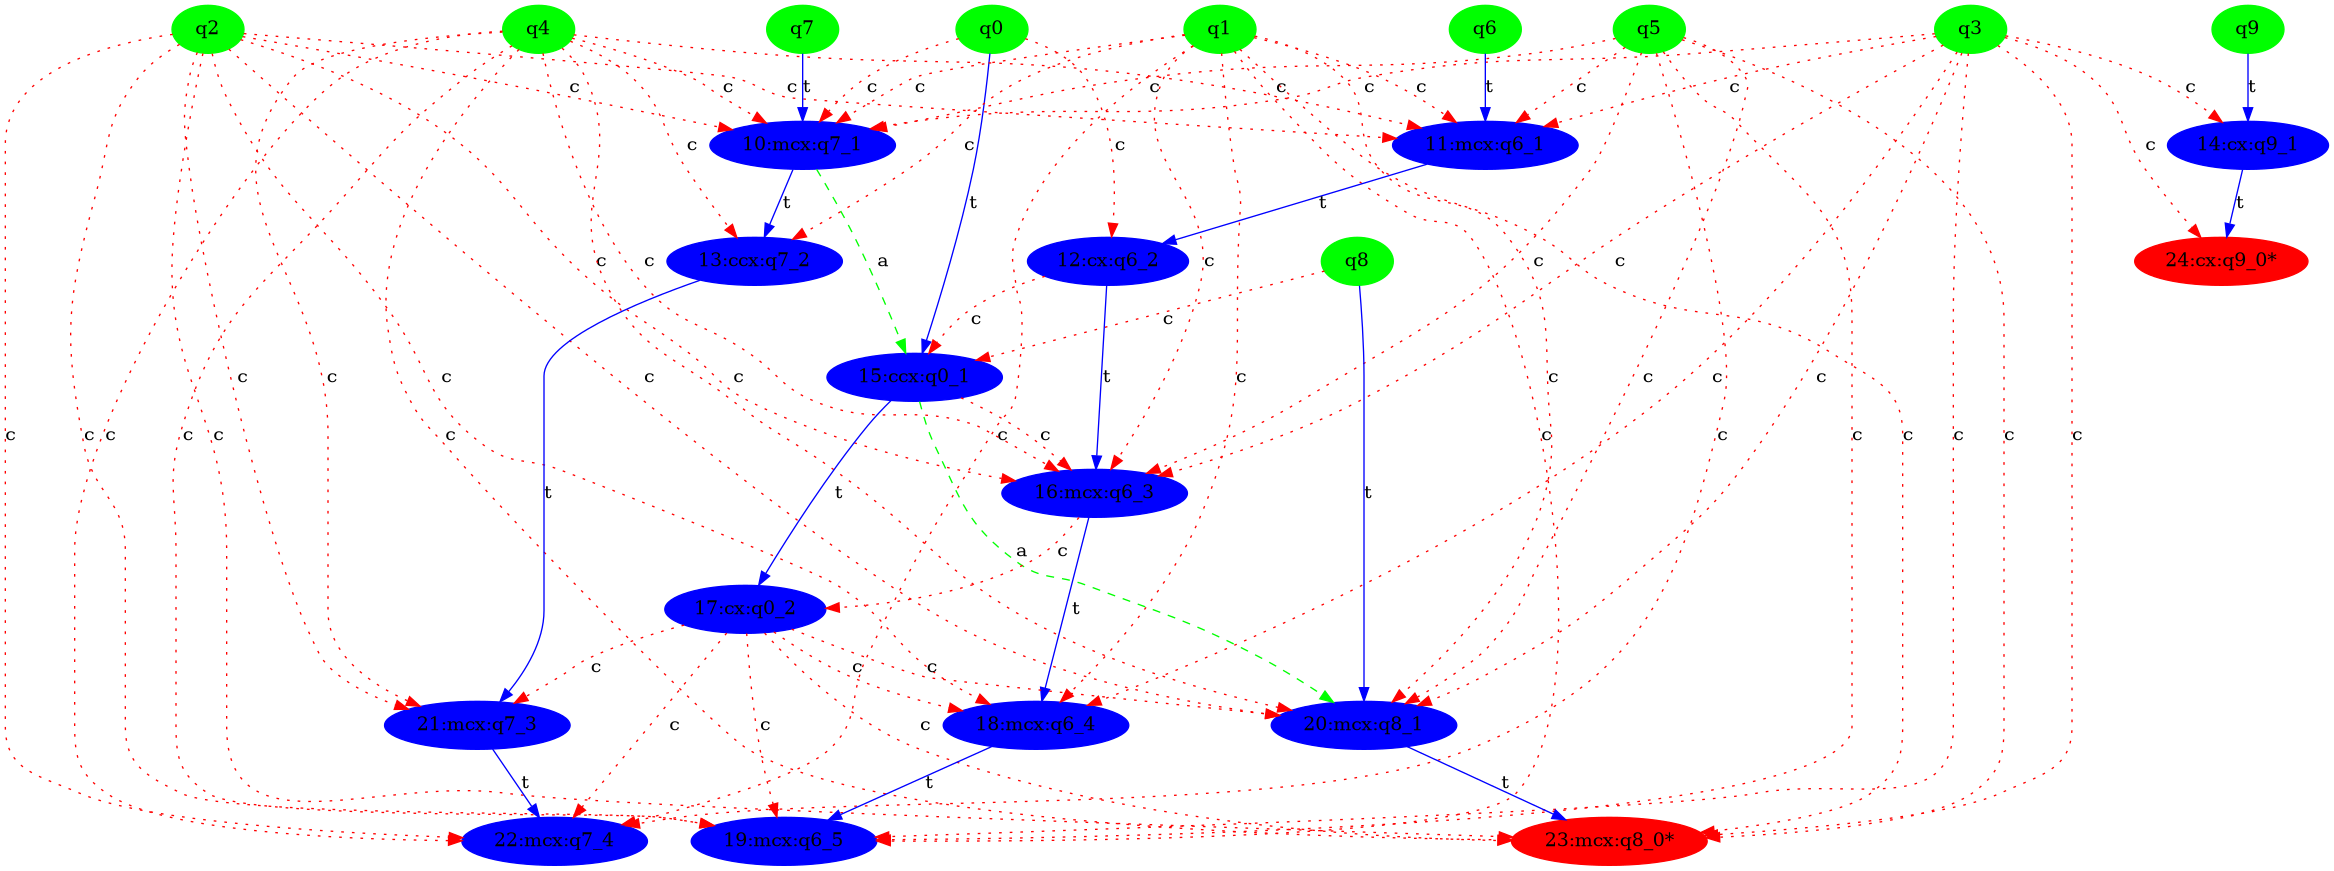 q2 q4 q7 q0 q1 q6 q5 q3 q9
c c t c c c c c c t c t
10:mcx:q7_1 11:mcx:q6_1 14:cx:q9_1
c t a c t c c c t
13:ccx:q7_2 12:cx:q6_2 q8 24:cx:q9_0*
c c c c
c t c
15:ccx:q0_1
c c c t c c c c c
c c c c c c c c c c c c c
t t a t
16:mcx:q6_3
c
17:cx:q0_2
t
c c c
21:mcx:q7_3 18:mcx:q6_4 20:mcx:q8_1
c c c
t t t
22:mcx:q7_4 19:mcx:q6_5 23:mcx:q8_0*